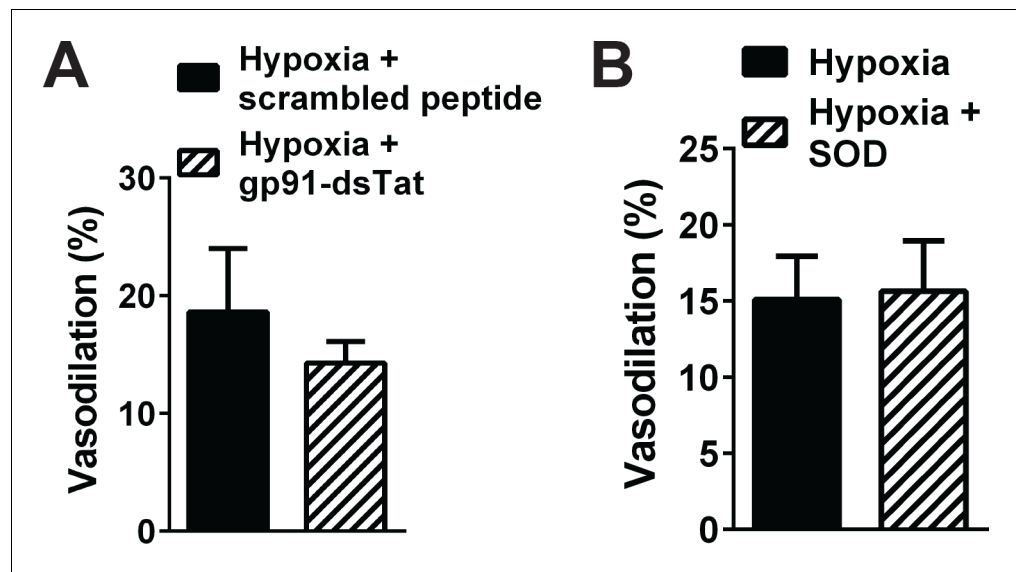 A
Hypoxia +
scrambled peptide
Hypoxia +
gp91-dsTat
Vasodilation (%)
30
20
10
0
B
Hypoxia
Hypoxia +
SOD
Vasodilation (%)
25
20
15
10
5
0